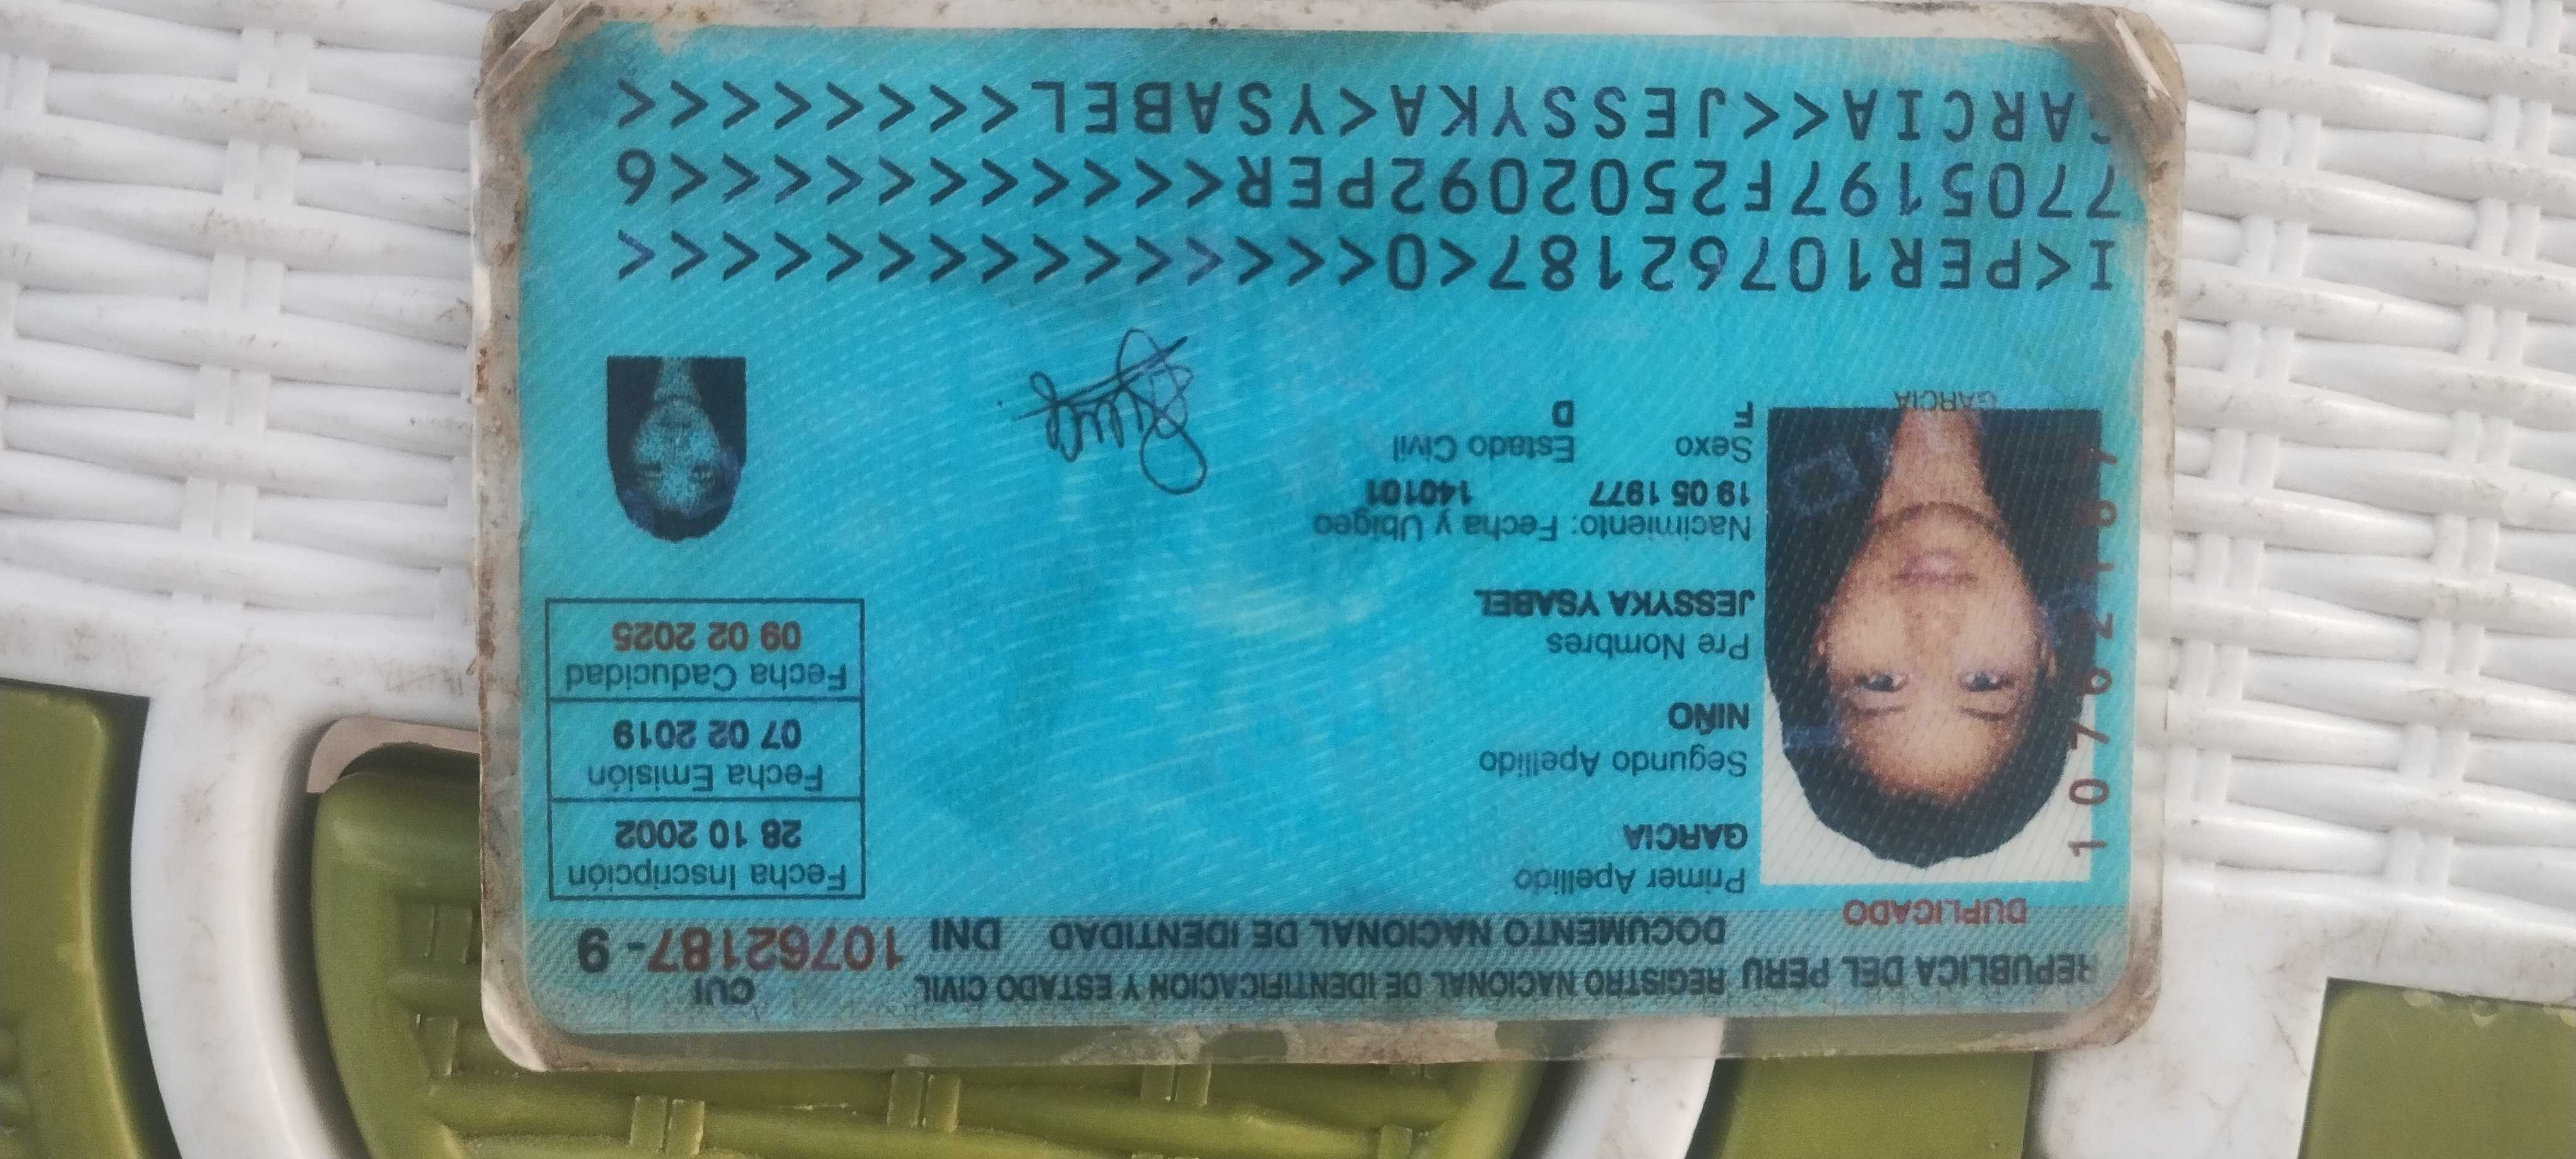 REPUBLICA DEL PERU REGISTRO NACIONAL DE IDENTIFICACION Y ESTADO CIVIL
DOCUMENTO NACIONAL DE IDENTIDAD DNI
CUI
10762187-9
DUPLICADO
10762187
GARCIA
Primer Apellido
GARCIA
Segundo Apellido
NIÑO
Pre Nombres
JESSYKA YSABEL
Nacimiento: Fecha y Ubigeo
19 05 1977 140101
Sexo Estado Civil
F D
Fecha Inscripción
28 10 2002
Fecha Emisión
07 02 2019
Fecha Caducidad
09 02 2025
I<PER10762187<0<<<<<<<<<<<<<<<
7705197F2502092PER<<<<<<<<<<<6
GARCIA<<JESSYKA<YSABEL<<<<<<<<